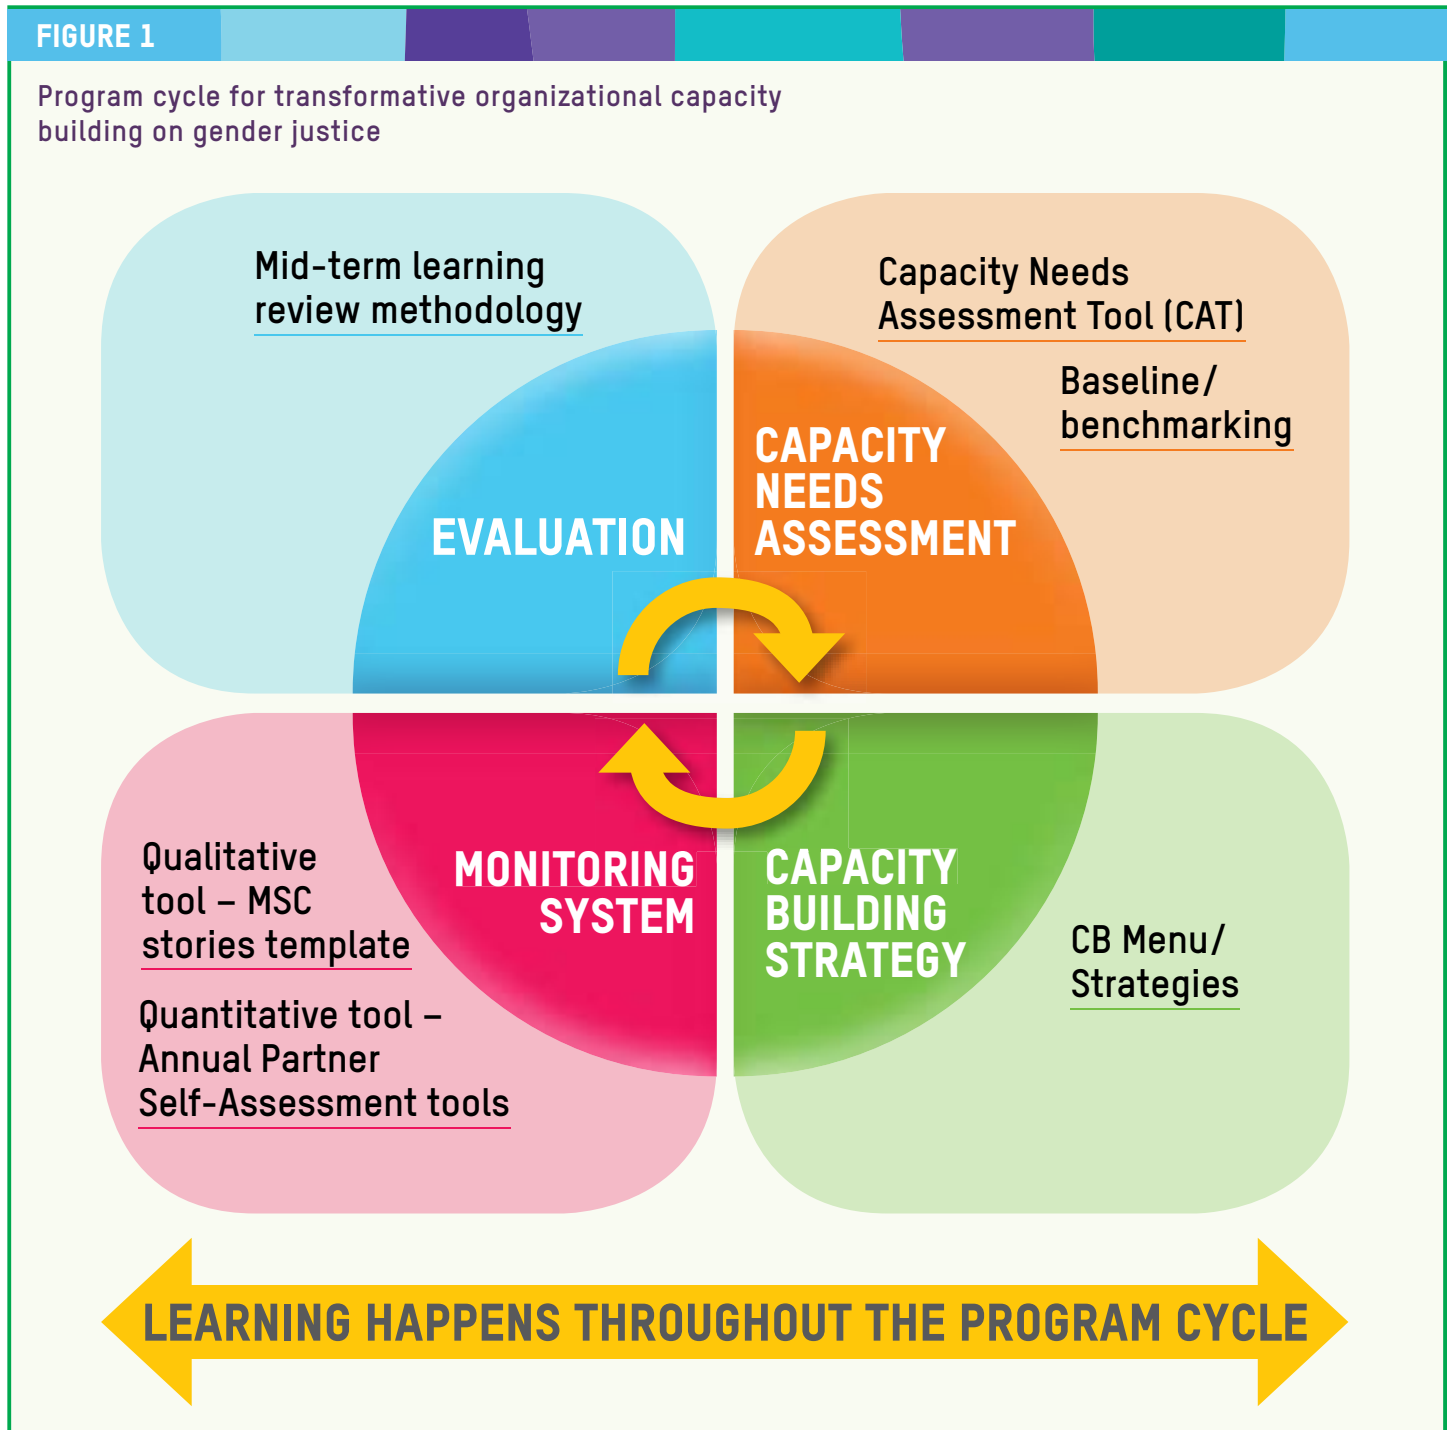 FIGURE 1
Program cycle for transformative organizational capacity
building on gender justice
Mid-term learning
review methodology
Capacity Needs
Assessment Tool (CAT)
Baseline/
benchmarking
EVALUATION
CAPACITY
NEEDS
ASSESSMENT
MONITORING
SYSTEM
CAPACITY
BUILDING
STRATEGY
Qualitative
tool – MSC
stories template
Quantitative tool –
Annual Partner
Self-Assessment tools
CB Menu/
Strategies
LEARNING HAPPENS THROUGHOUT THE PROGRAM CYCLE